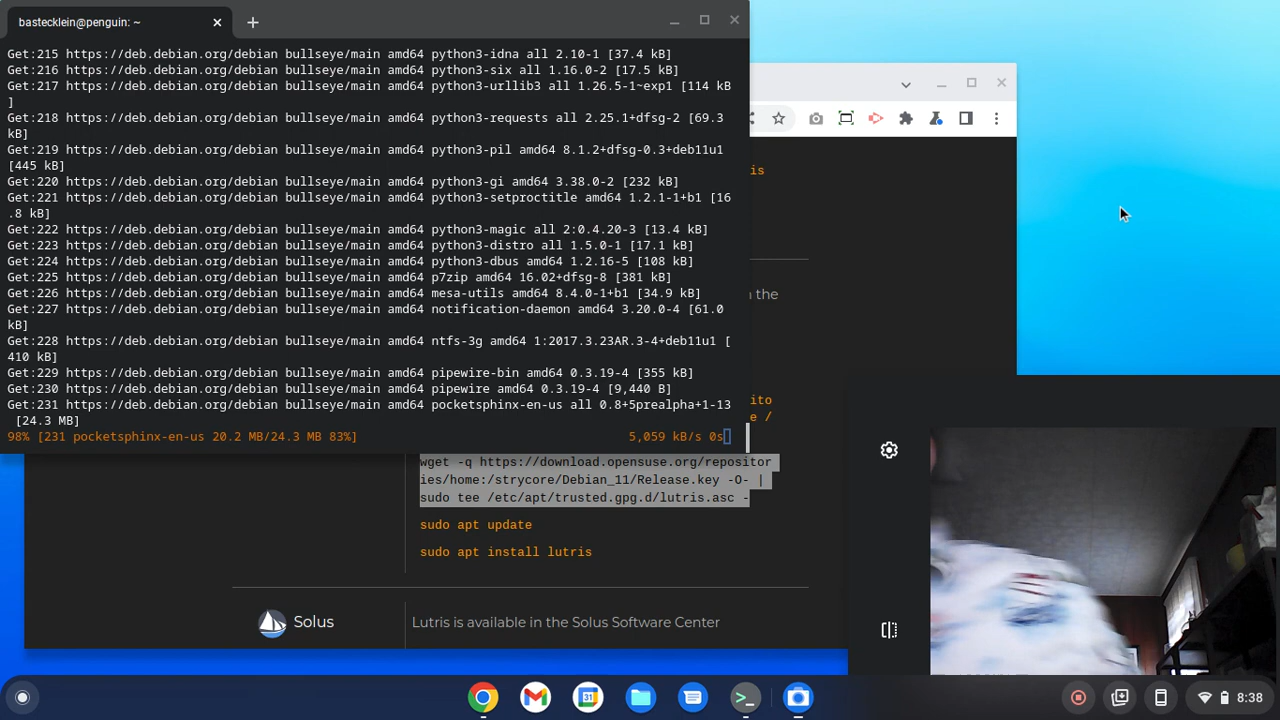 bastecklein@penguin: ~
Get:215 https://deb.debian.org/debian bullseye/main amd64 python3-idna all 2.10-1 [37.4 kB]
Get:216 https://deb.debian.org/debian bullseye/main amd64 python3-six all 1.16.0-2 [17.5 kB]
Get:217 https://deb.debian.org/debian bullseye/main amd64 python3-urllib3 all 1.26.5-1~exp1 [114 kB
]
Get:218 https://deb.debian.org/debian bullseye/main amd64 python3-requests all 2.25.1+dfsg-2 [69.3
kB]
Get:219 https://deb.debian.org/debian bullseye/main amd64 python3-pil amd64 8.1.2+dfsg-0.3+deb11u1
[445 kB]
Get:220 https://deb.debian.org/debian bullseye/main amd64 python3-gi amd64 3.38.0-2 [232 kB]
Get:221 https://deb.debian.org/debian bullseye/main amd64 python3-setproctitle amd64 1.2.1-1+b1 [16
.8 kB]
Get:222 https://deb.debian.org/debian bullseye/main amd64 python3-magic all 2:0.4.20-3 [13.4 kB]
Get:223 https://deb.debian.org/debian bullseye/main amd64 python3-distro all 1.5.0-1 [17.1 kB]
Get:224 https://deb.debian.org/debian bullseye/main amd64 python3-dbus amd64 1.2.16-5 [108 kB]
Get:225 https://deb.debian.org/debian bullseye/main amd64 p7zip amd64 16.02+dfsg-8 [381 kB]
Get:226 https://deb.debian.org/debian bullseye/main amd64 mesa-utils amd64 8.4.0-1+b1 [34.9 kB]
Get:227 https://deb.debian.org/debian bullseye/main amd64 notification-daemon amd64 3.20.0-4 [61.0
kB]
Get:228 https://deb.debian.org/debian bullseye/main amd64 ntfs-3g amd64 1:2017.3.23AR.3-4+deb11u1 [
410 kB]
Get:229 https://deb.debian.org/debian bullseye/main amd64 pipewire-bin amd64 0.3.19-4 [355 kB]
Get:230 https://deb.debian.org/debian bullseye/main amd64 pipewire amd64 0.3.19-4 [9,440 B]
Get:231 https://deb.debian.org/debian bullseye/main amd64 pocketsphinx-en-us all 0.8+5prealpha+1-13
[24.3 MB]
98% [231 pocketsphinx-en-us 20.2 MB/24.3 MB 83%] 5,059 kB/s 0s
is
the
ito
e /
wget -q https://download.opensuse.org/repositor
ies/home:/strycore/Debian_11/Release.key -O- |
sudo tee /etc/apt/trusted.gpg.d/lutris.asc -
sudo apt update
sudo apt install lutris
Solus
Lutris is available in the Solus Software Center
31
8:38